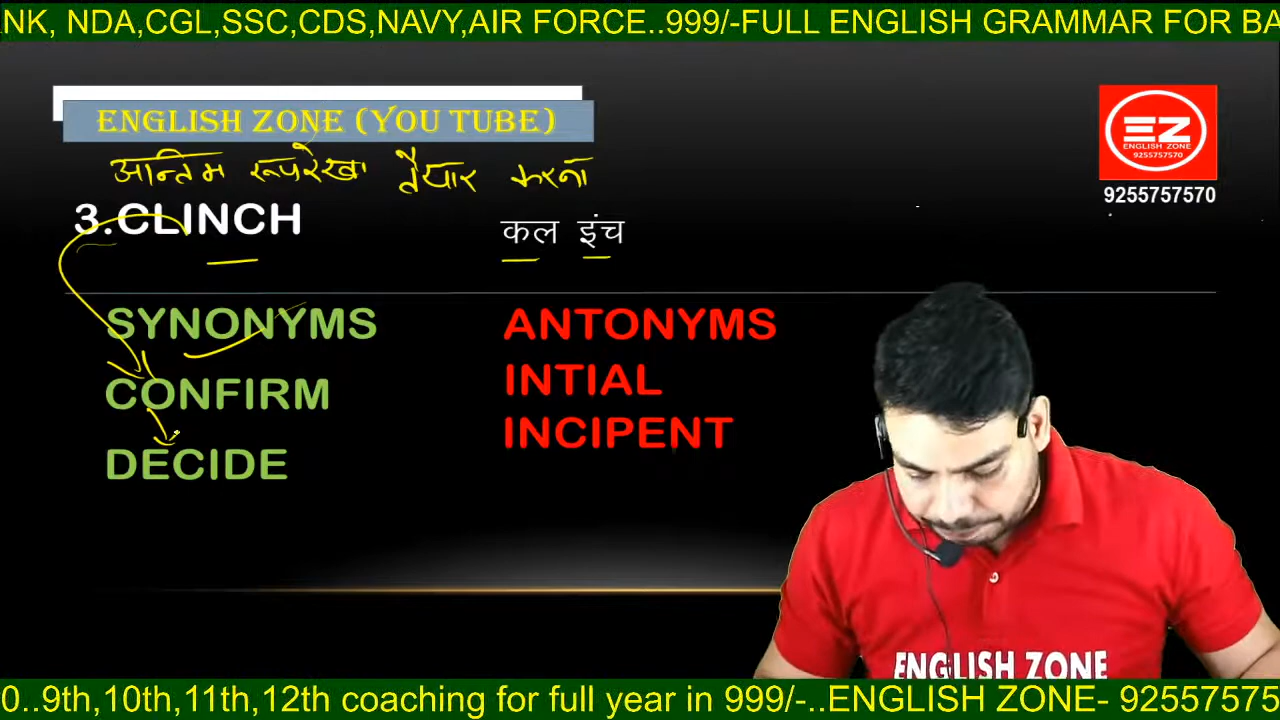 ANK, NDA,CGL,SSC,CDS,NAVY,AIR FORCE..999/-FULL ENGLISH GRAMMAR FOR BA
ENGLISH ZONE (YOU TUBE)
अन्तिम रूपरेखा तैयार करना
3.CLINCH
कल इंच
EZ
ENGLISH ZONE
9255757570
9255757570
SYNONYMS
CONFIRM
DECIDE
ANTONYMS
INTIAL
INCIPENT
ENGLISH ZONE
0..9th,10th,11th,12th coaching for full year in 999/-..ENGLISH ZONE- 92557575